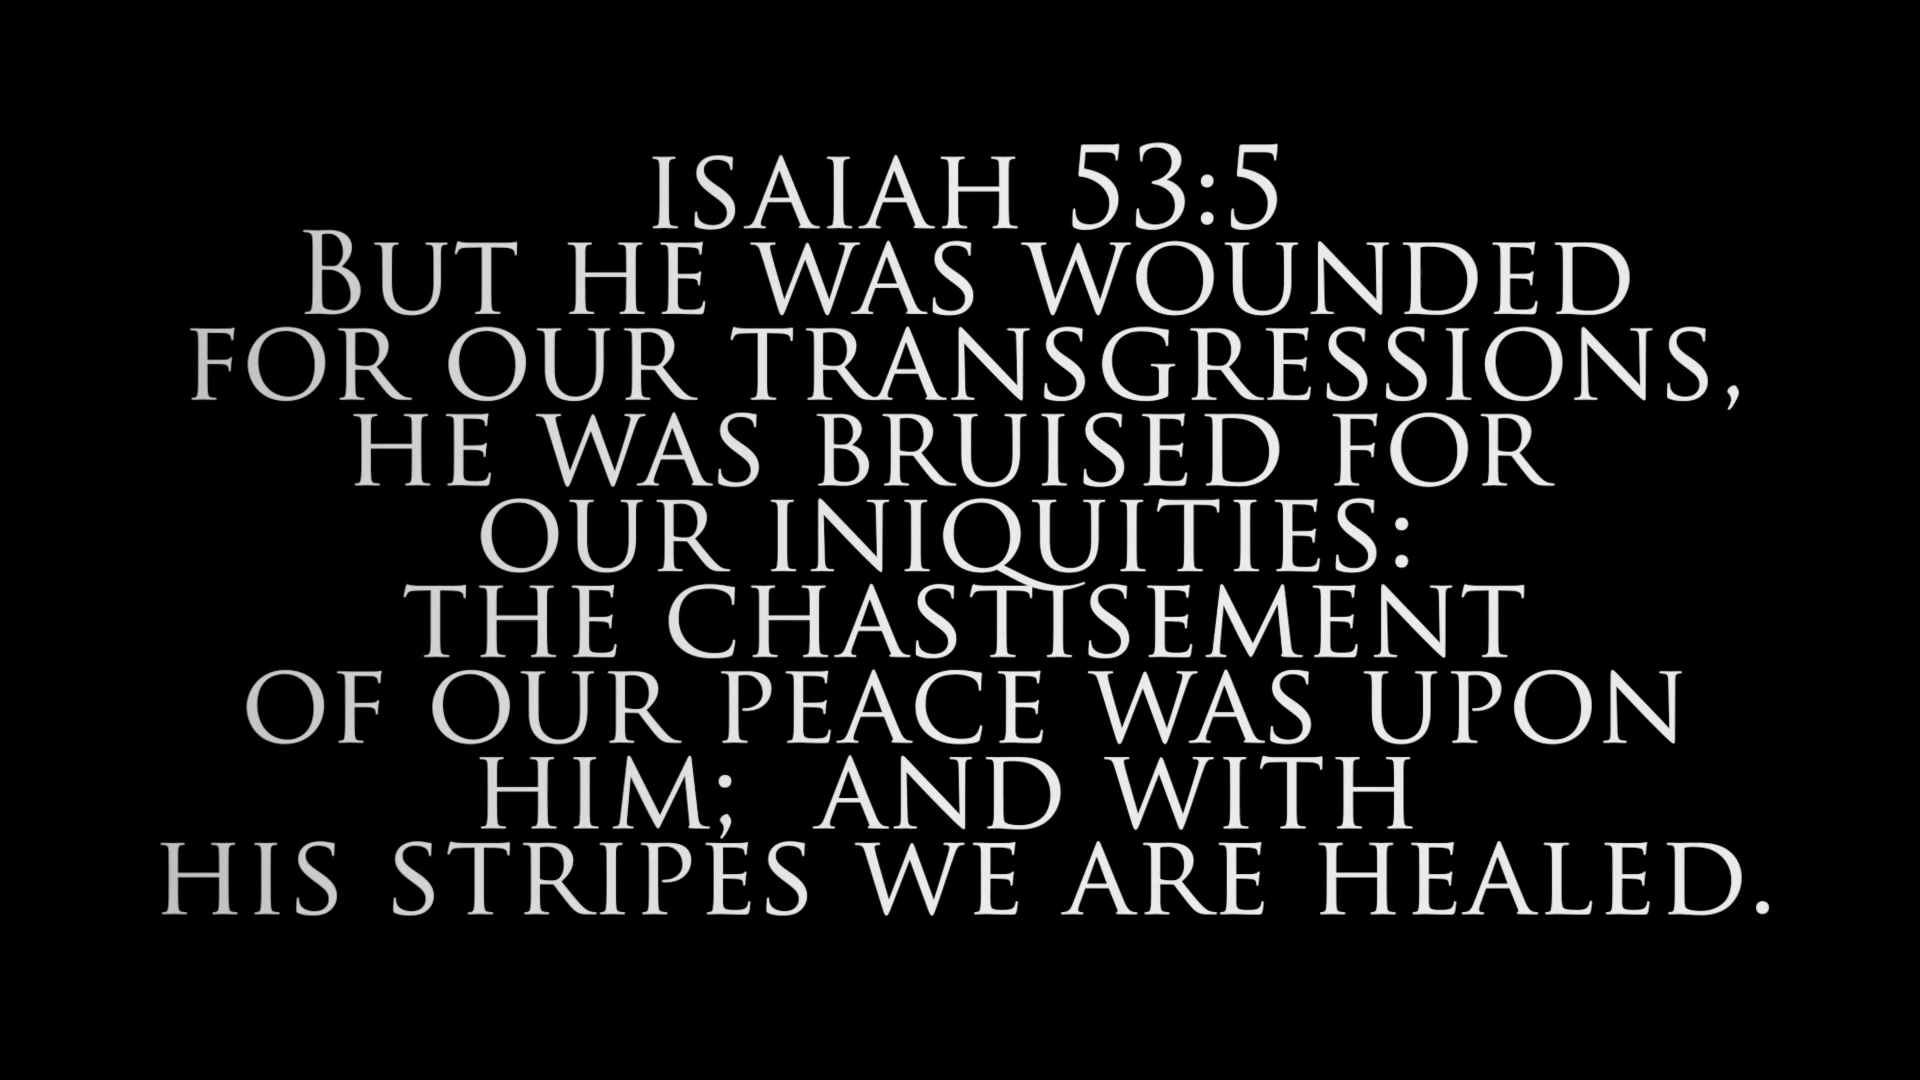 ISAIAH 53:5
BUT HE WAS WOUNDED
FOR OUR TRANSGRESSIONS,
HE WAS BRUISED FOR
OUR INIQUITIES:
THE CHASTISEMENT
OF OUR PEACE WAS UPON
HIM; AND WITH
HIS STRIPES WE ARE HEALED.